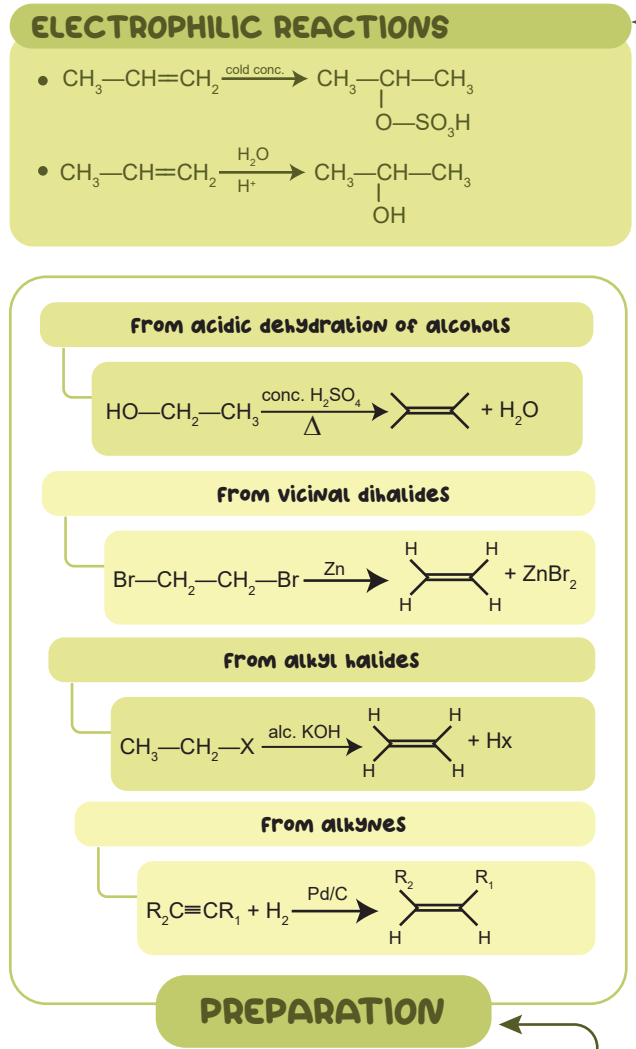 ELECTROPHILIC REACTIONS
• CH₃—CH=CH₂ cold conc. CH₃—CH—CH₃
O—SO₃H
• CH₃—CH=CH₂ H₂O H⁺ CH₃—CH—CH₃
OH
From acidic dehydration of alcohols
HO—CH₂—CH₃ conc. H₂SO₄ Δ + H₂O
From vicinal dihalides
Br—CH₂—CH₂—Br Zn H H H H + ZnBr₂
From alkyl halides
CH₃—CH₂—X alc. KOH H H H H + Hx
From alkynes
R₂C≡CR₁ + H₂ Pd/C R₂ R₁ H H
PREPARATION